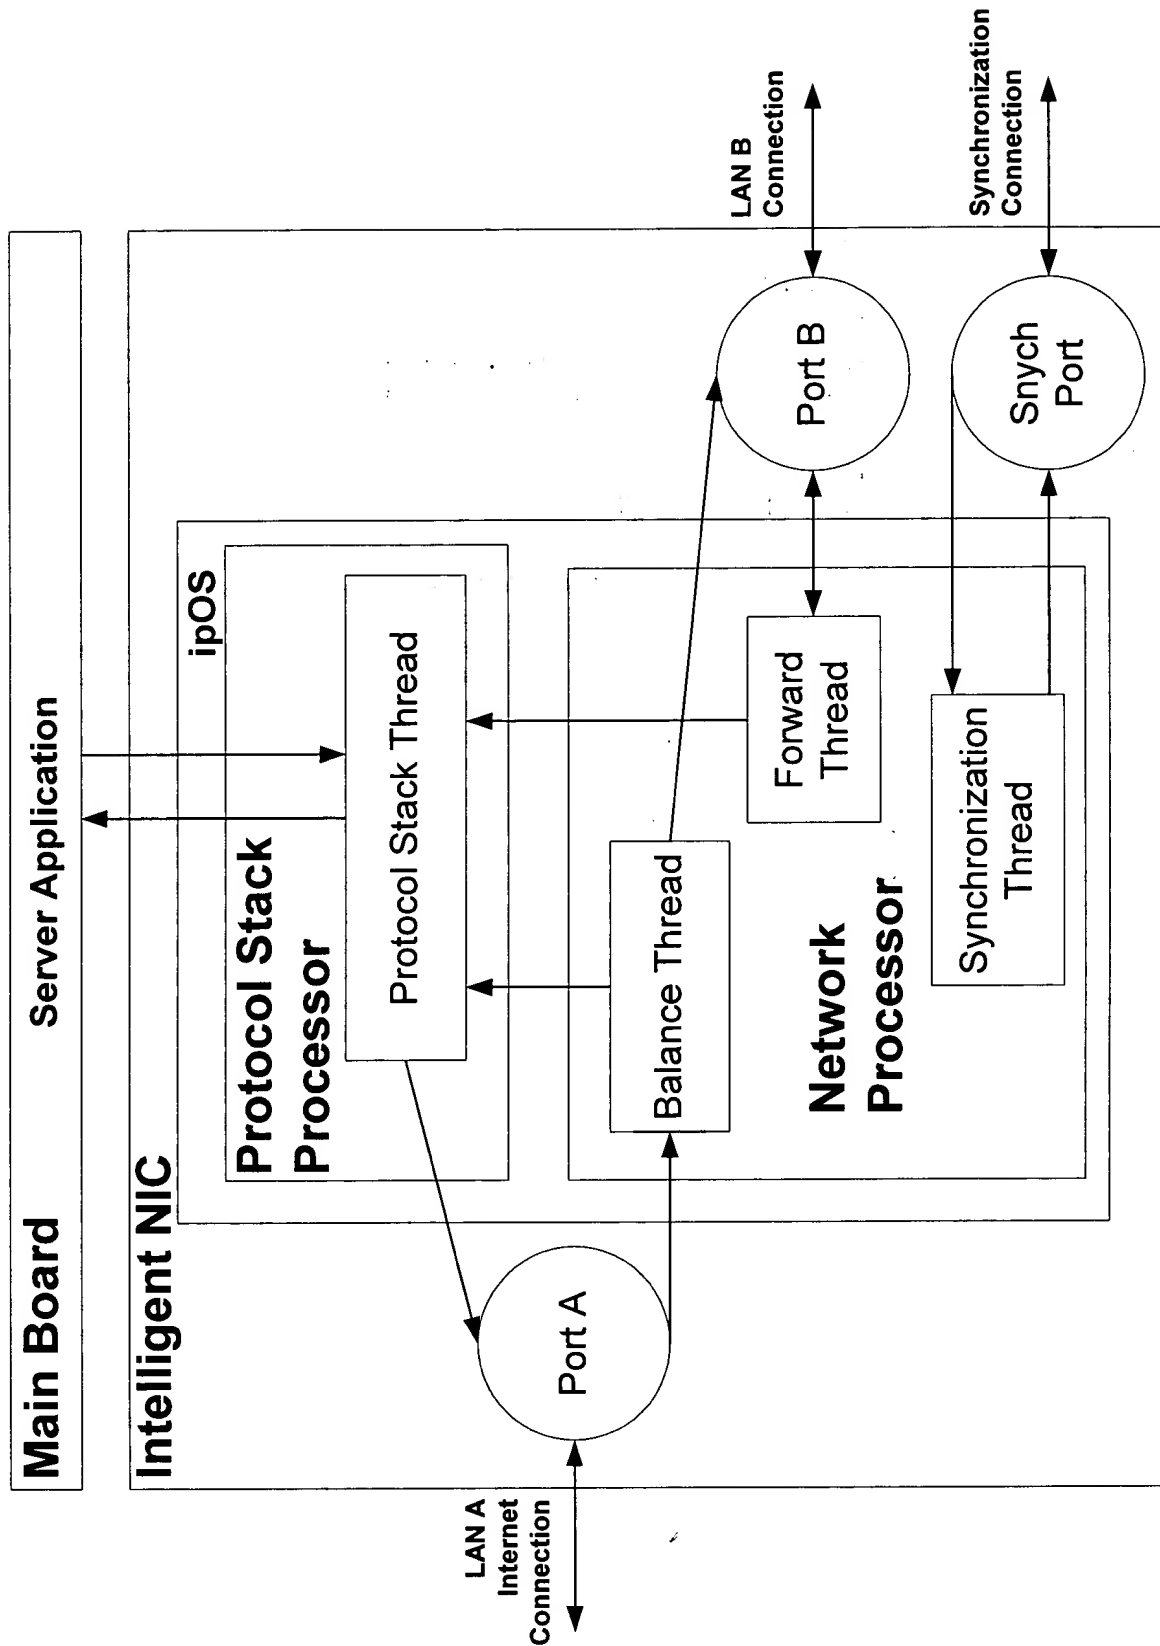 Main Board
Server Application
Intelligent NIC
ipOS
Protocol Stack
Processor
Protocol Stack Thread
LAN A
Internet
Connection
Port A
Balance Thread
Network
Processor
Forward
Thread
Port B
LAN B
Connection
Synchronization
Thread
Snych
Port
Synchronization
Connection